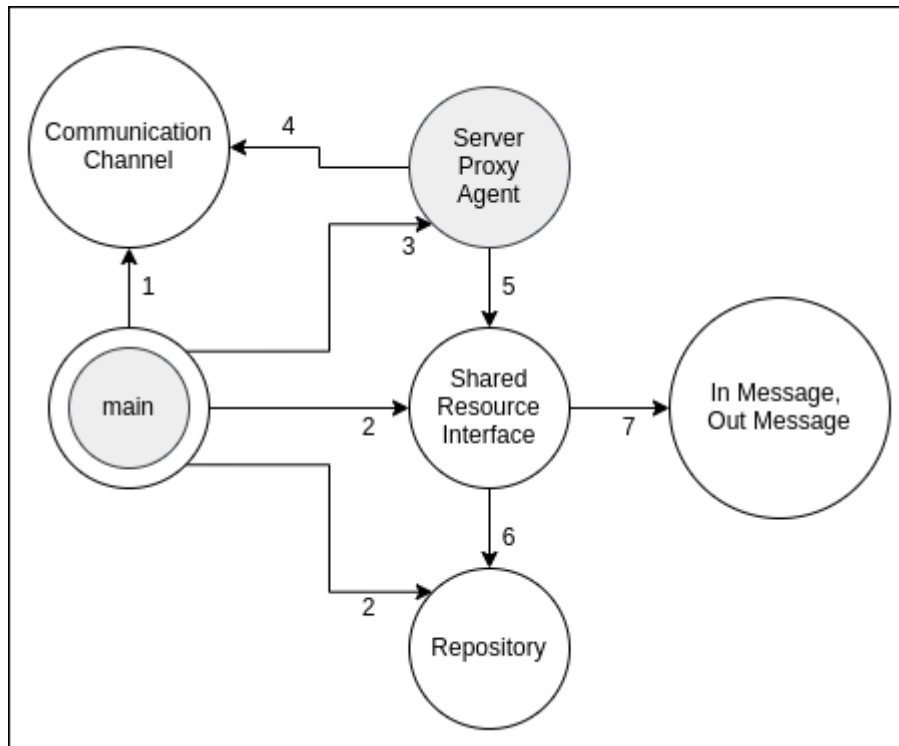 Communication
Channel
4
Server
Proxy
Agent
3
1
5
main
2
Shared
Resource
Interface
7
In Message,
Out Message
6
2
Repository